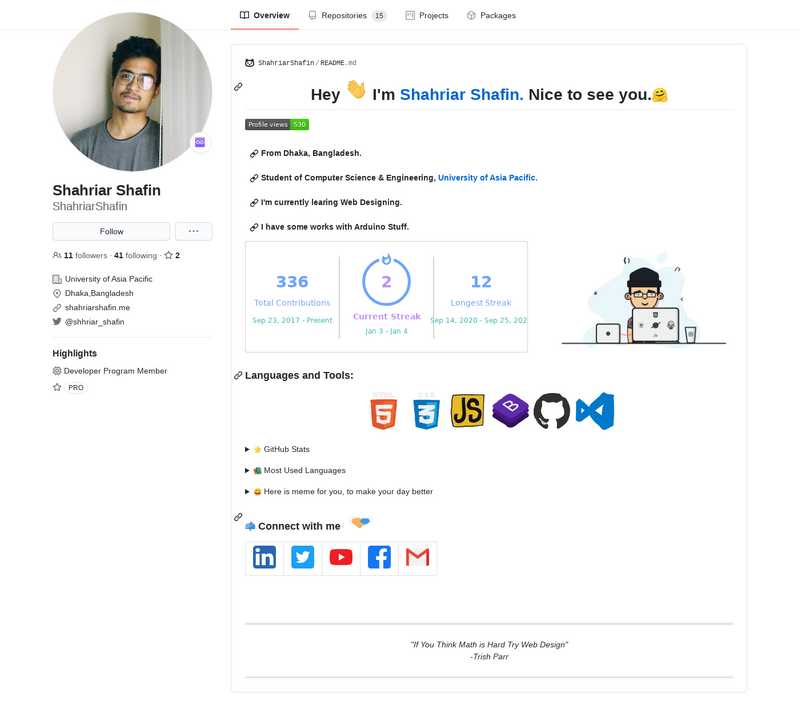 Overview
Repositories 15
Projects
Packages
ShahriarShafin/README.md
Hey 👋 I'm Shahriar Shafin. Nice to see you.🤗
Profile views 530
From Dhaka, Bangladesh.
Student of Computer Science & Engineering, University of Asia Pacific.
I'm currently learing Web Designing.
I have some works with Arduino Stuff.
Shahriar Shafin
ShahriarShafin
Follow
11 followers · 41 following · 2
University of Asia Pacific
Dhaka,Bangladesh
shahriarshafin.me
@shhriar_shafin
Highlights
Developer Program Member
PRO
336
Total Contributions
Sep 23, 2017 - Present
2
Current Streak
Jan 3 - Jan 4
12
Longest Streak
Sep 14, 2020 - Sep 25, 202
Languages and Tools:
5
3
JS
B
GitHub Stats
Most Used Languages
Here is meme for you, to make your day better
Connect with me
in
"If You Think Math is Hard Try Web Design"
-Trish Parr